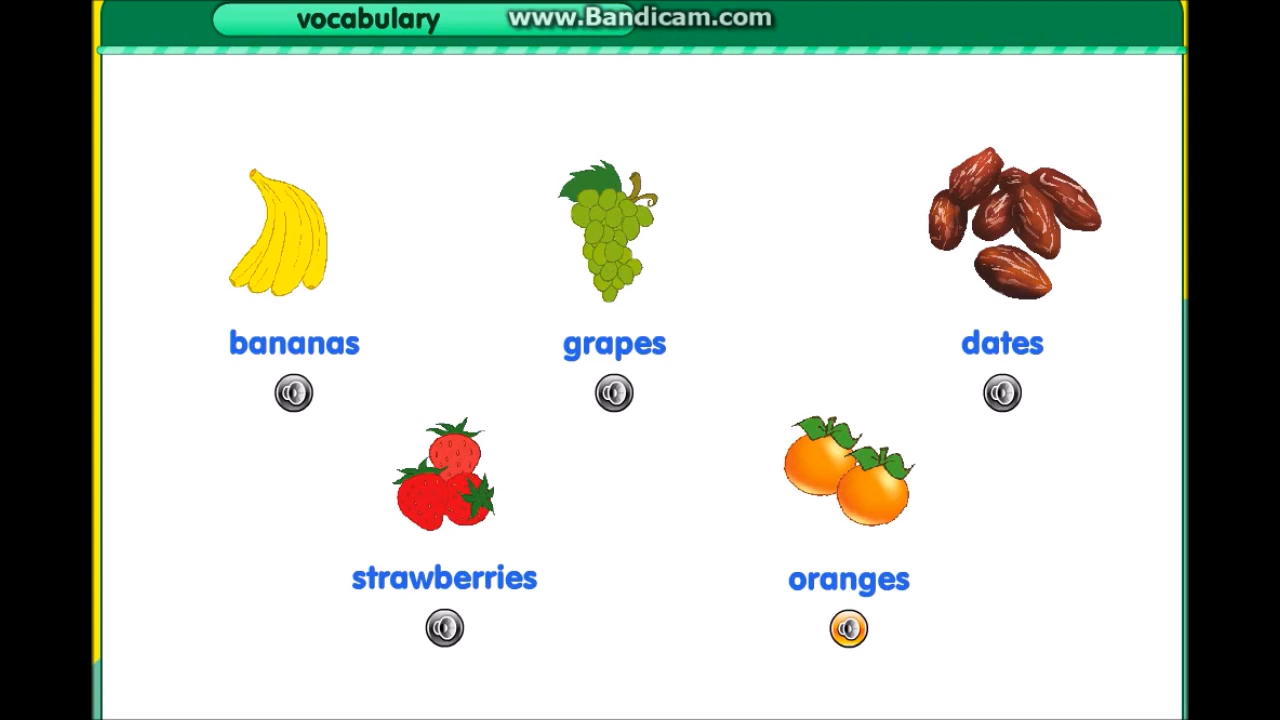 vocabulary
www.Bandicam.com
bananas
grapes
dates
strawberries
oranges